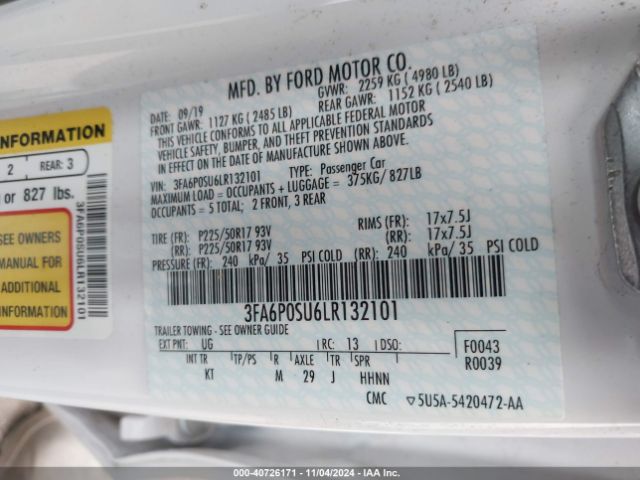 MFD. BY FORD MOTOR CO.
DATE: 09/19
GVWR: 2259 KG ( 4980 LB)
FRONT GAWR: 1127 KG ( 2485 LB)
REAR GAWR: 1152 KG ( 2540 LB)
THIS VEHICLE CONFORMS TO ALL APPLICABLE FEDERAL MOTOR
VEHICLE SAFETY, BUMPER, AND THEFT PREVENTION STANDARDS
IN EFFECT ON THE DATE OF MANUFACTURE SHOWN ABOVE.
VIN: 3FA6P0SU6LR132101
TYPE: Passenger Car
MAXIMUM LOAD = OCCUPANTS + LUGGAGE = 375KG/ 827LB
OCCUPANTS = 5 TOTAL; 2 FRONT, 3 REAR
TIRE (FR): P225/50R17 93V RIMS (FR): 17x7.5J
(RR): P225/50R17 93V (RR): 17x7.5J
PRESSURE (FR): 240 kPa/ 35 PSI COLD (RR): 240 kPa/ 35 PSI COLD
3FA6P0SU6LR132101
TRAILER TOWING - SEE OWNER GUIDE
EXT PNT: UG RC: 13 DSO:
F0043
R0039
INT TR TP/PS R AXLE TR SPR
KT M 29 J HHNN
CMC ▽5U5A-5420472-AA
INFORMATION
2 REAR: 3
or 827 lbs.
SEE OWNERS
MANUAL FOR
ADDITIONAL
INFORMATION
3FA6P0SU6LR132101
000-40726171 - 11/04/2024 - IAA Inc.